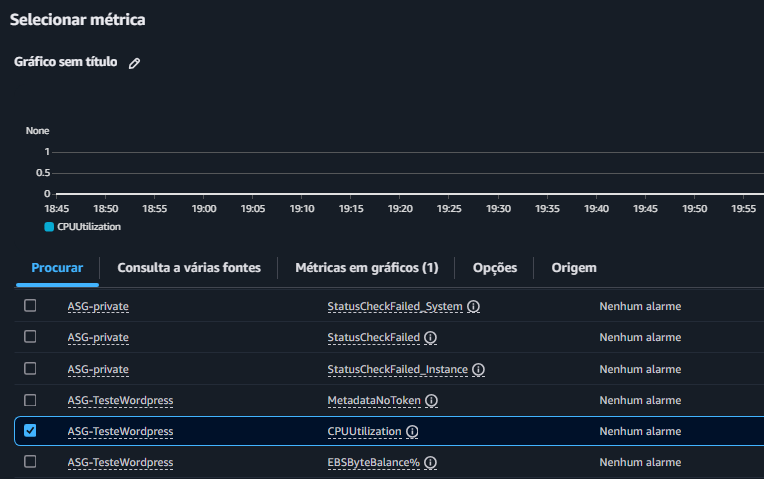 Selecionar métrica
Gráfico sem título
None
1
0.5
0
18:45 18:50 18:55 19:00 19:05 19:10 19:15 19:20 19:25 19:30 19:35 19:40 19:45 19:50 19:55
CPUUtilization
Procurar Consulta a várias fontes Métricas em gráficos (1) Opções Origem
ASG-private StatusCheckFailed_System Nenhum alarme
ASG-private StatusCheckFailed Nenhum alarme
ASG-private StatusCheckFailed_Instance Nenhum alarme
ASG-TesteWordpress MetadataNoToken Nenhum alarme
ASG-TesteWordpress CPUUtilization Nenhum alarme
ASG-TesteWordpress EBSByteBalance% Nenhum alarme